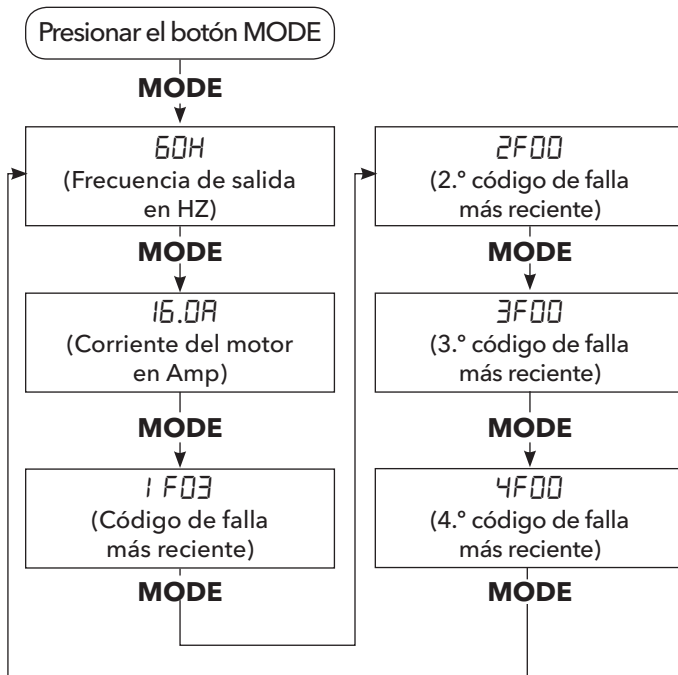 Presionar el botón MODE
MODE
60H
(Frecuencia de salida
en HZ)
MODE
16.0A
(Corriente del motor
en Amp)
MODE
1 F03
(Código de falla
más reciente)
MODE
2F00
(2.º código de falla
más reciente)
MODE
3F00
(3.º código de falla
más reciente)
MODE
4F00
(4.º código de falla
más reciente)
MODE